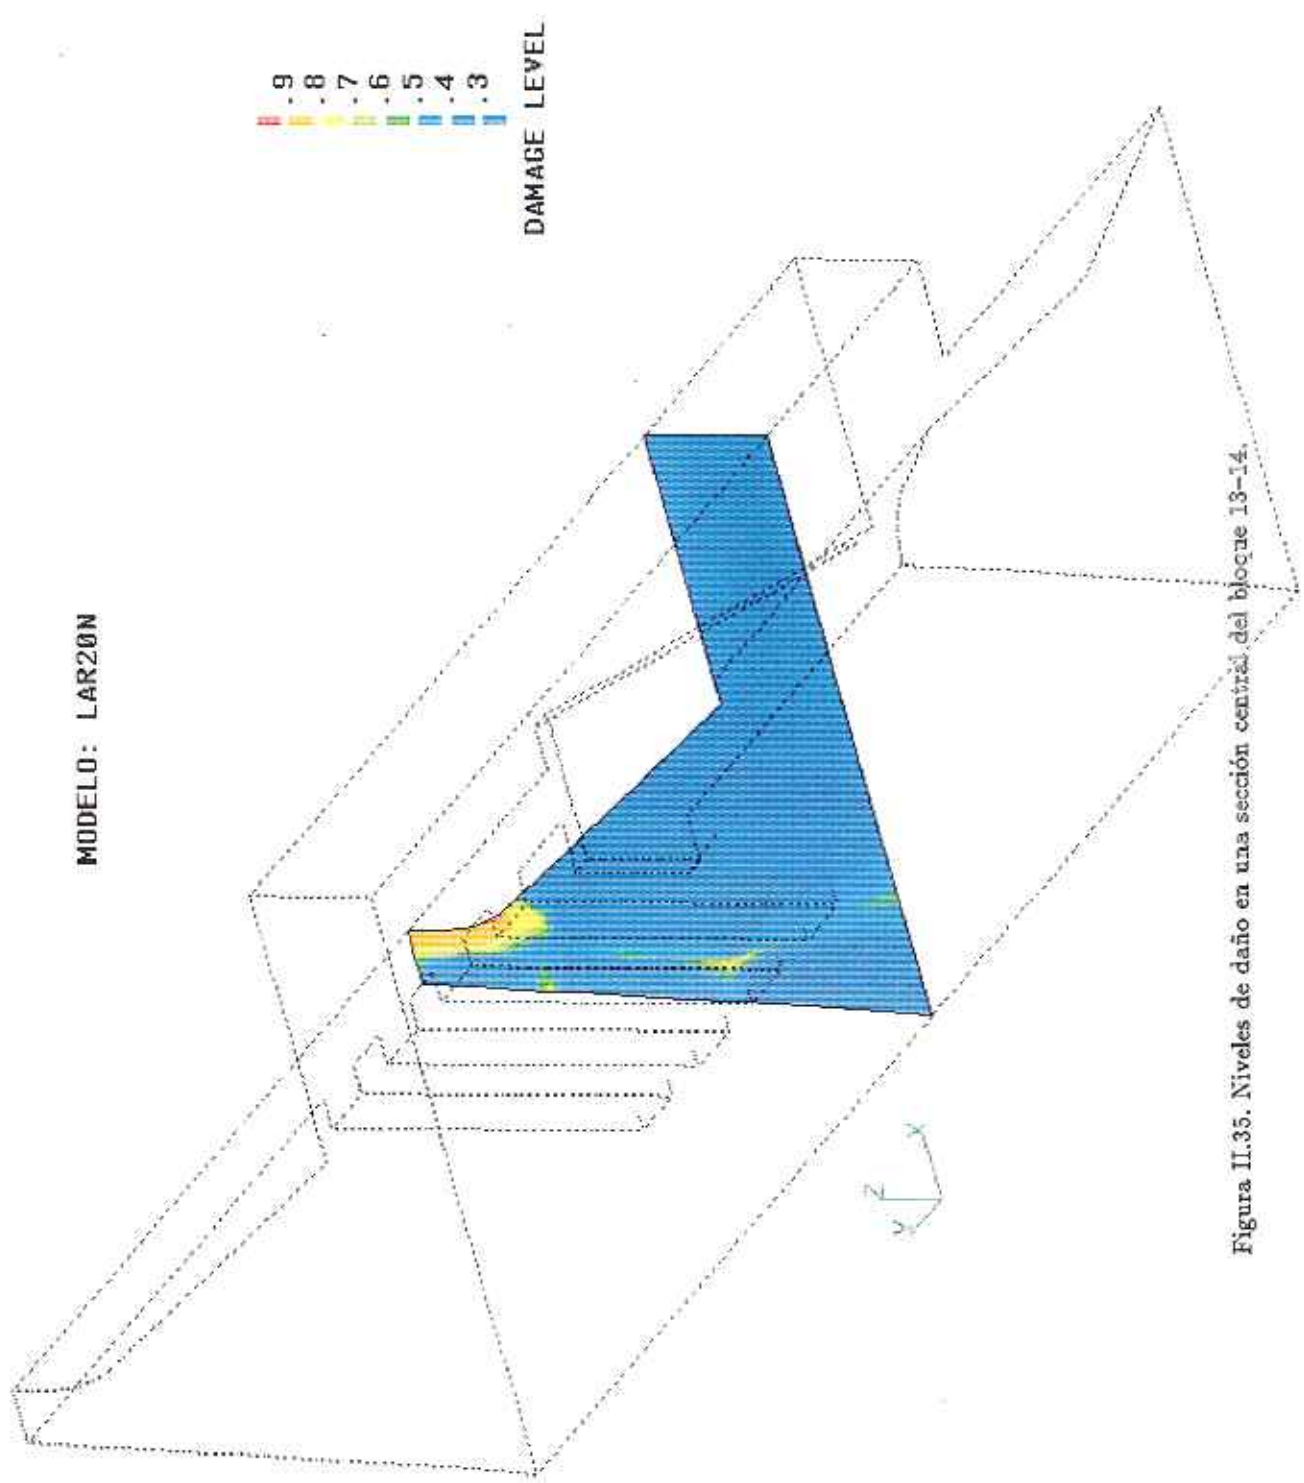 MODELO: LAR20N
.9
.8
.7
.6
.5
.4
.3
DAMAGE LEVEL
Z
Y
X
Figura II.35. Niveles de daño en una sección central del bloque 13-14.